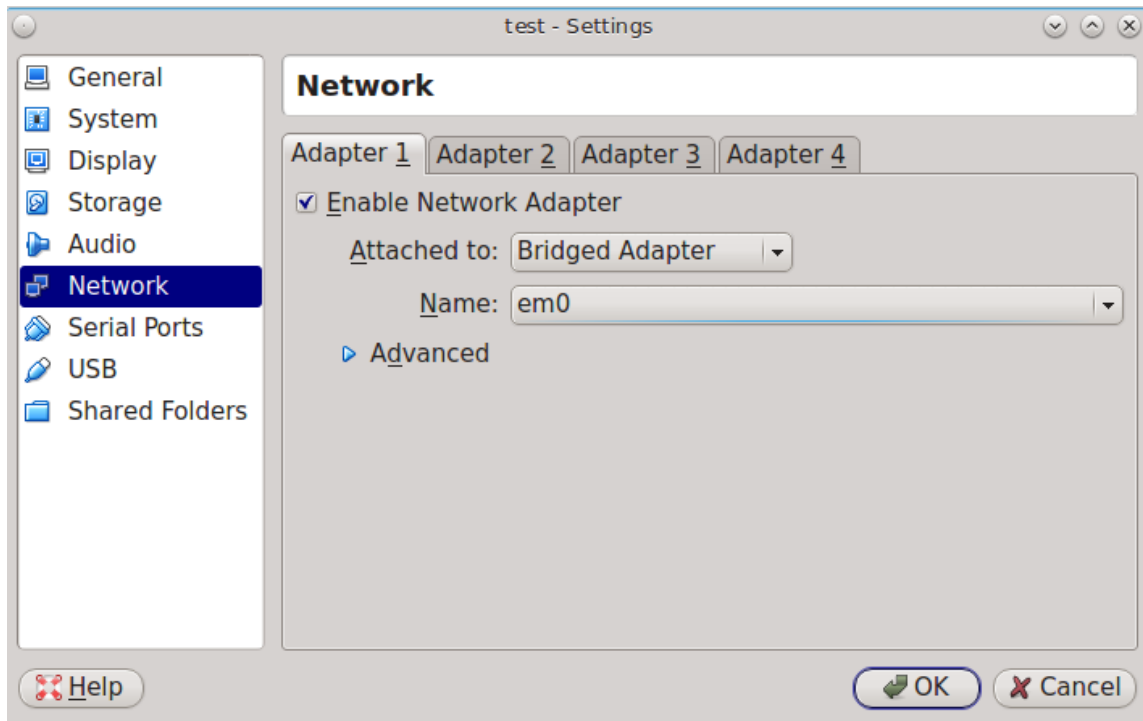 test - Settings
General
System
Display
Storage
Audio
Network
Serial Ports
USB
Shared Folders
Network
Adapter 1 Adapter 2 Adapter 3 Adapter 4
Enable Network Adapter
Attached to: Bridged Adapter
Name: em0
Advanced
Help OK Cancel